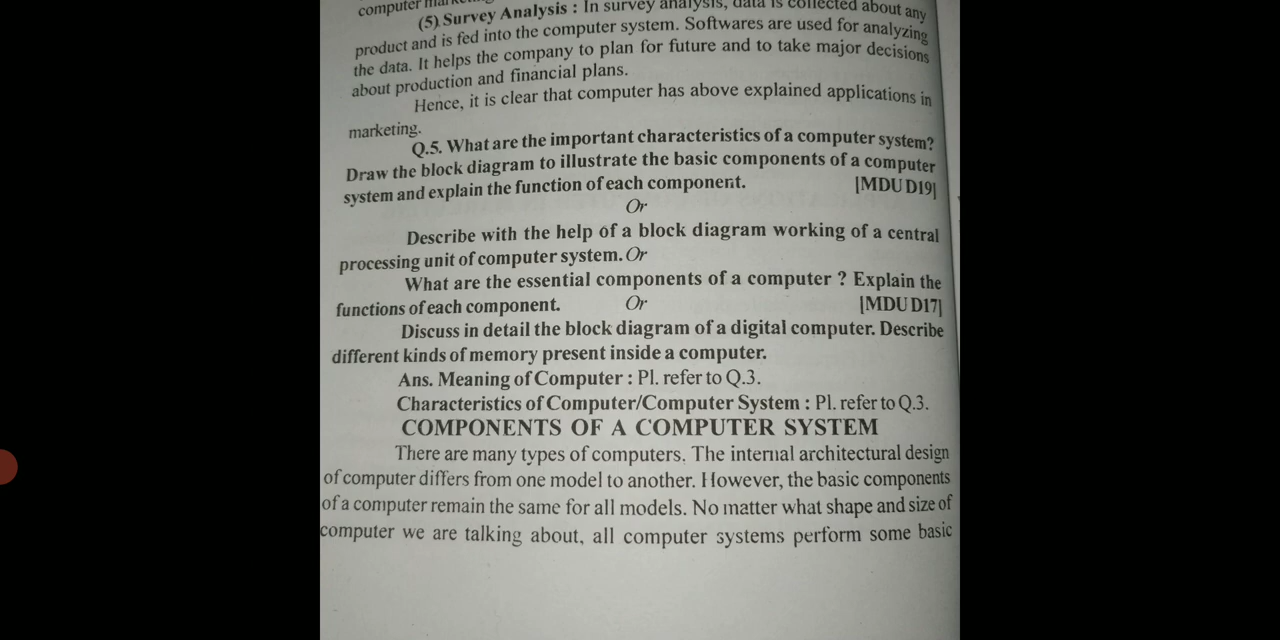 computer
(5) Survey Analysis : In survey analysis, data is collected about any
product and is fed into the computer system. Softwares are used for analyzing
the data. It helps the company to plan for future and to take major decisions
about production and financial plans.
Hence, it is clear that computer has above explained applications in
marketing.
Q.5. What are the important characteristics of a computer system?
Draw the block diagram to illustrate the basic components of a computer
system and explain the function of each component. [MDU D19]
Or
Describe with the help of a block diagram working of a central
processing unit of computer system. Or
What are the essential components of a computer ? Explain the
functions of each component. Or [MDU D17]
Discuss in detail the block diagram of a digital computer. Describe
different kinds of memory present inside a computer.
Ans. Meaning of Computer : Pl. refer to Q.3.
Characteristics of Computer/Computer System : Pl. refer to Q.3.
COMPONENTS OF A COMPUTER SYSTEM
There are many types of computers. The internal architectural design
of computer differs from one model to another. However, the basic components
of a computer remain the same for all models. No matter what shape and size of
computer we are talking about, all computer systems perform some basic